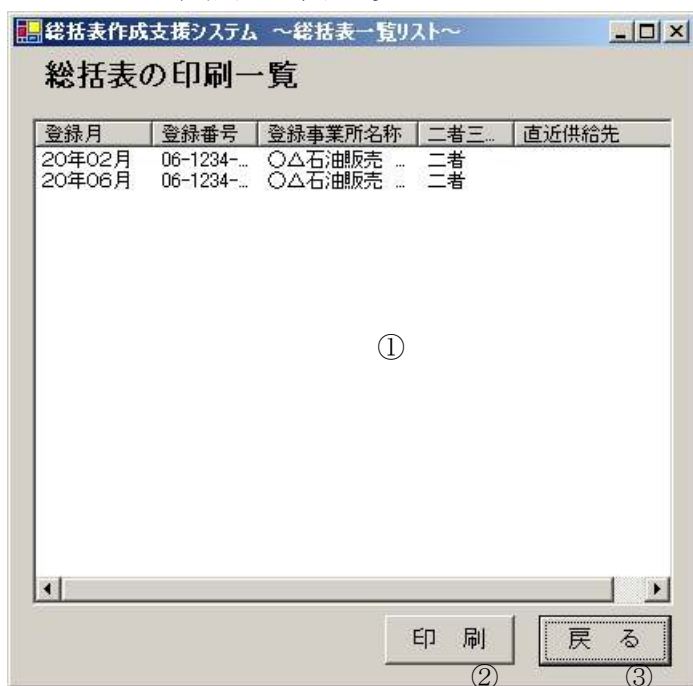 総括表作成支援システム ～総括表一覧リスト～
総括表の印刷一覧
登録月 登録番号 登録事業所名称 二者三... 直近供給先
20年02月 06-1234-... ○△石油販売 ... 二者
20年06月 06-1234-... ○△石油販売 ... 二者
①
印 刷 戻 る
② ③